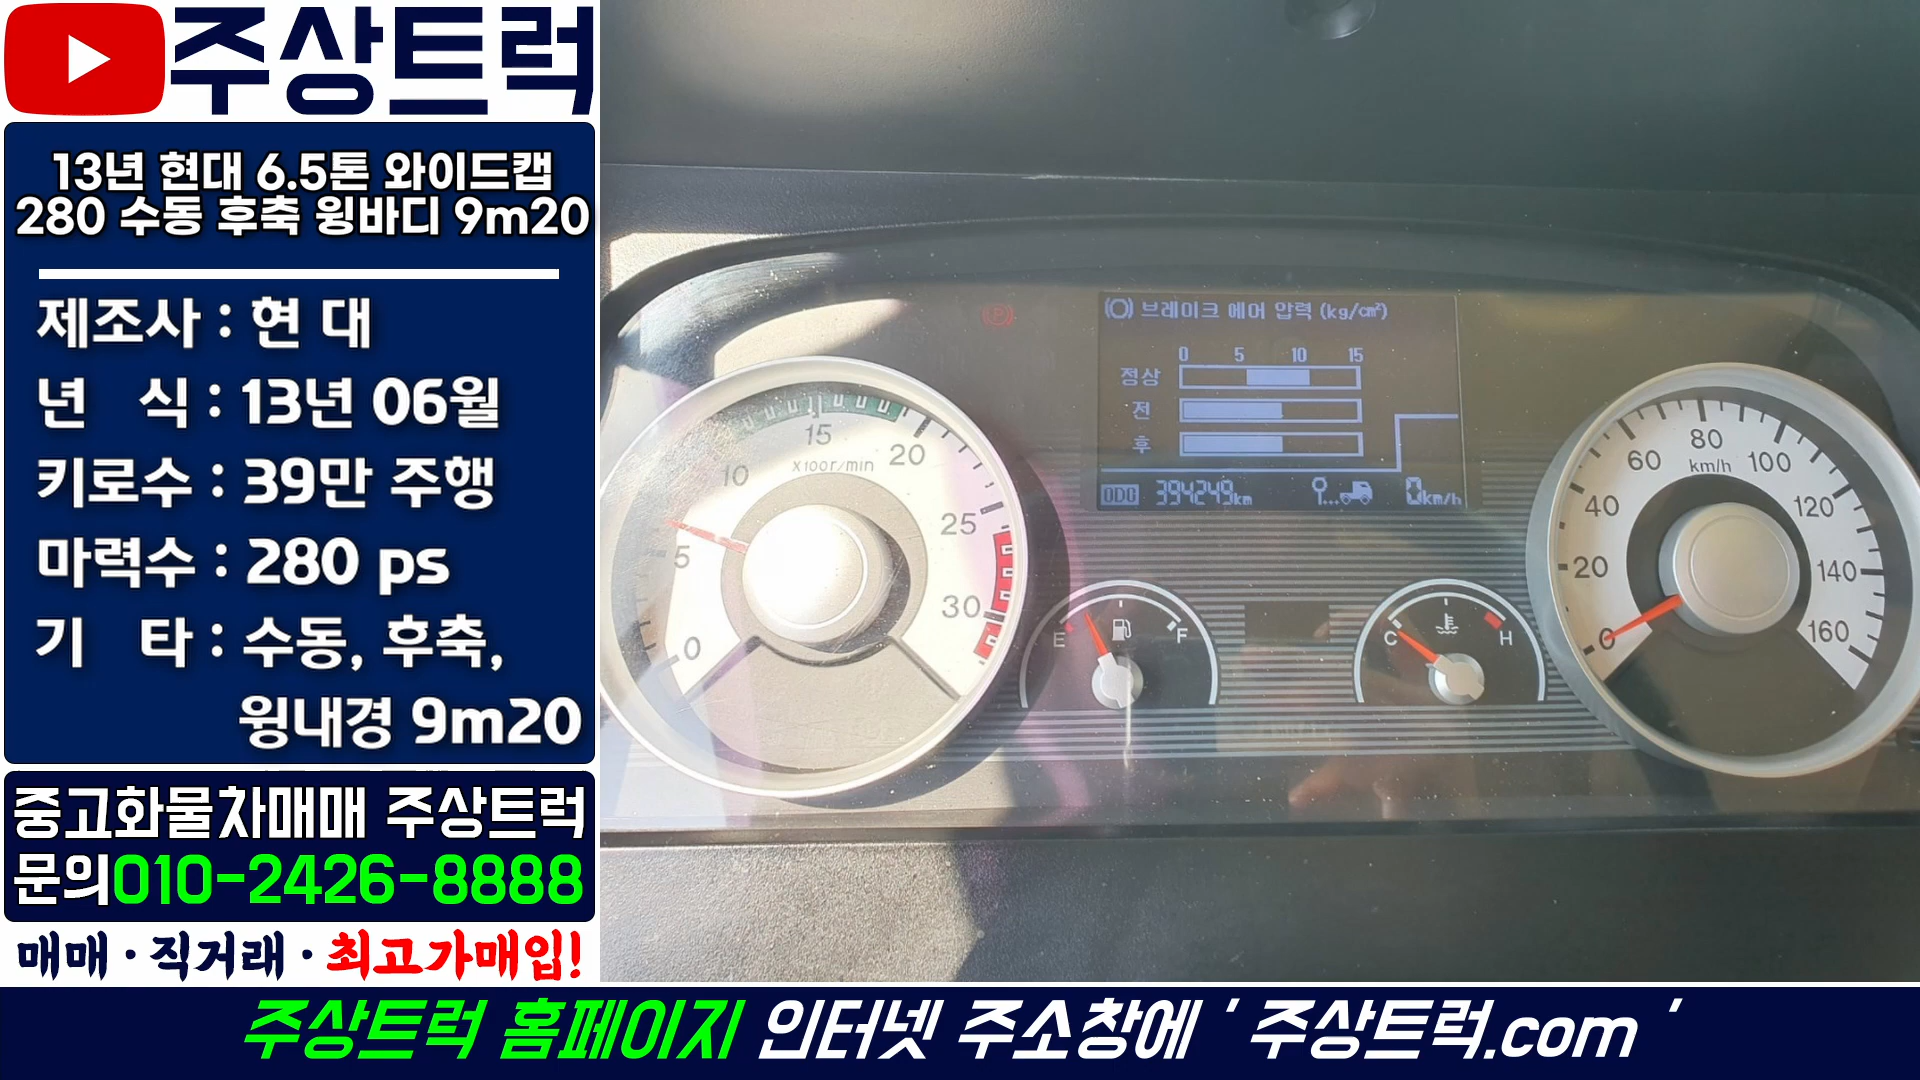 주상트럭
13년 현대 6.5톤 와이드캡
280 수동 후축 윙바디 9m20
제조사 : 현 대
년 식 : 13년 06월
키로수 : 39만 주행
마력수 : 280 ps
기 타 : 수동, 후축,
윙내경 9m20
중고화물차매매 주상트럭
문의010-2426-8888
매매 · 직거래 · 최고가매입!
주상트럭 홈페이지 인터넷 주소창에 ' 주상트럭.com '
(P)
브레이크 에어 압력 (kg/cm²)
0 5 10 15
정상
전
후
ODO 394249km 0km/h
0 5 10 15 20 25 30
X100r/min
E F
C H
0 20 40 60 80 100 120 140 160
km/h